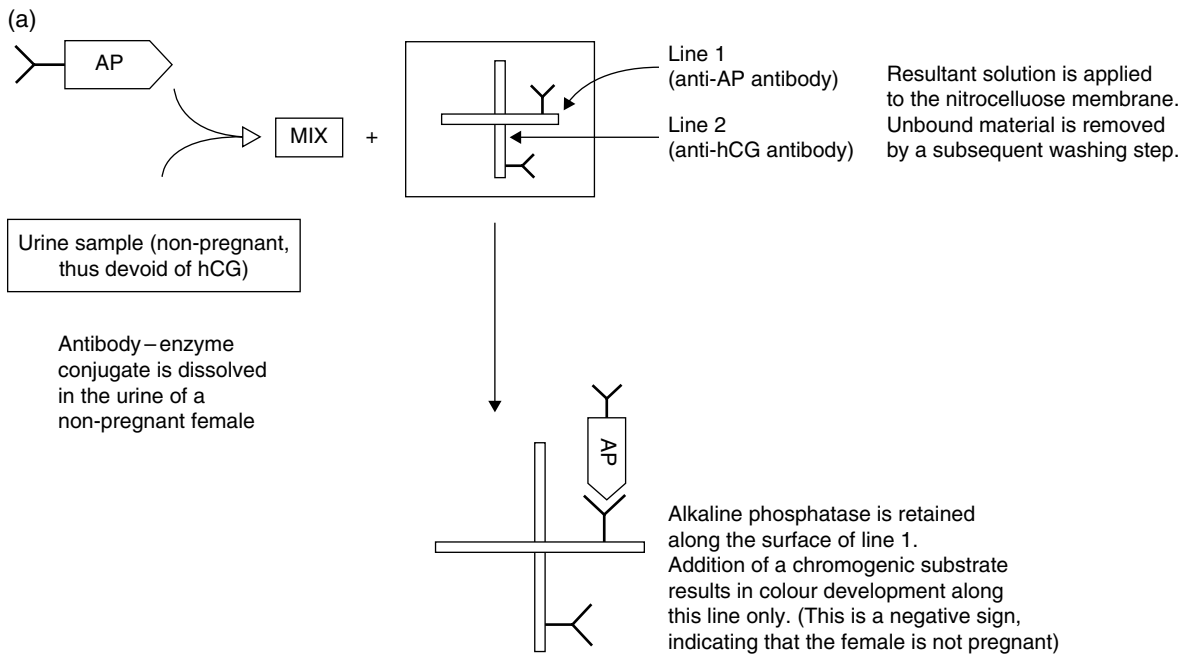 (a)
AP
MIX
+
Line 1
(anti-AP antibody)
Line 2
(anti-hCG antibody)
Resultant solution is applied
to the nitrocelluose membrane.
Unbound material is removed
by a subsequent washing step.
Urine sample (non-pregnant,
thus devoid of hCG)
Antibody–enzyme
conjugate is dissolved
in the urine of a
non-pregnant female
AP
Alkaline phosphatase is retained
along the surface of line 1.
Addition of a chromogenic substrate
results in colour development along
this line only. (This is a negative sign,
indicating that the female is not pregnant)